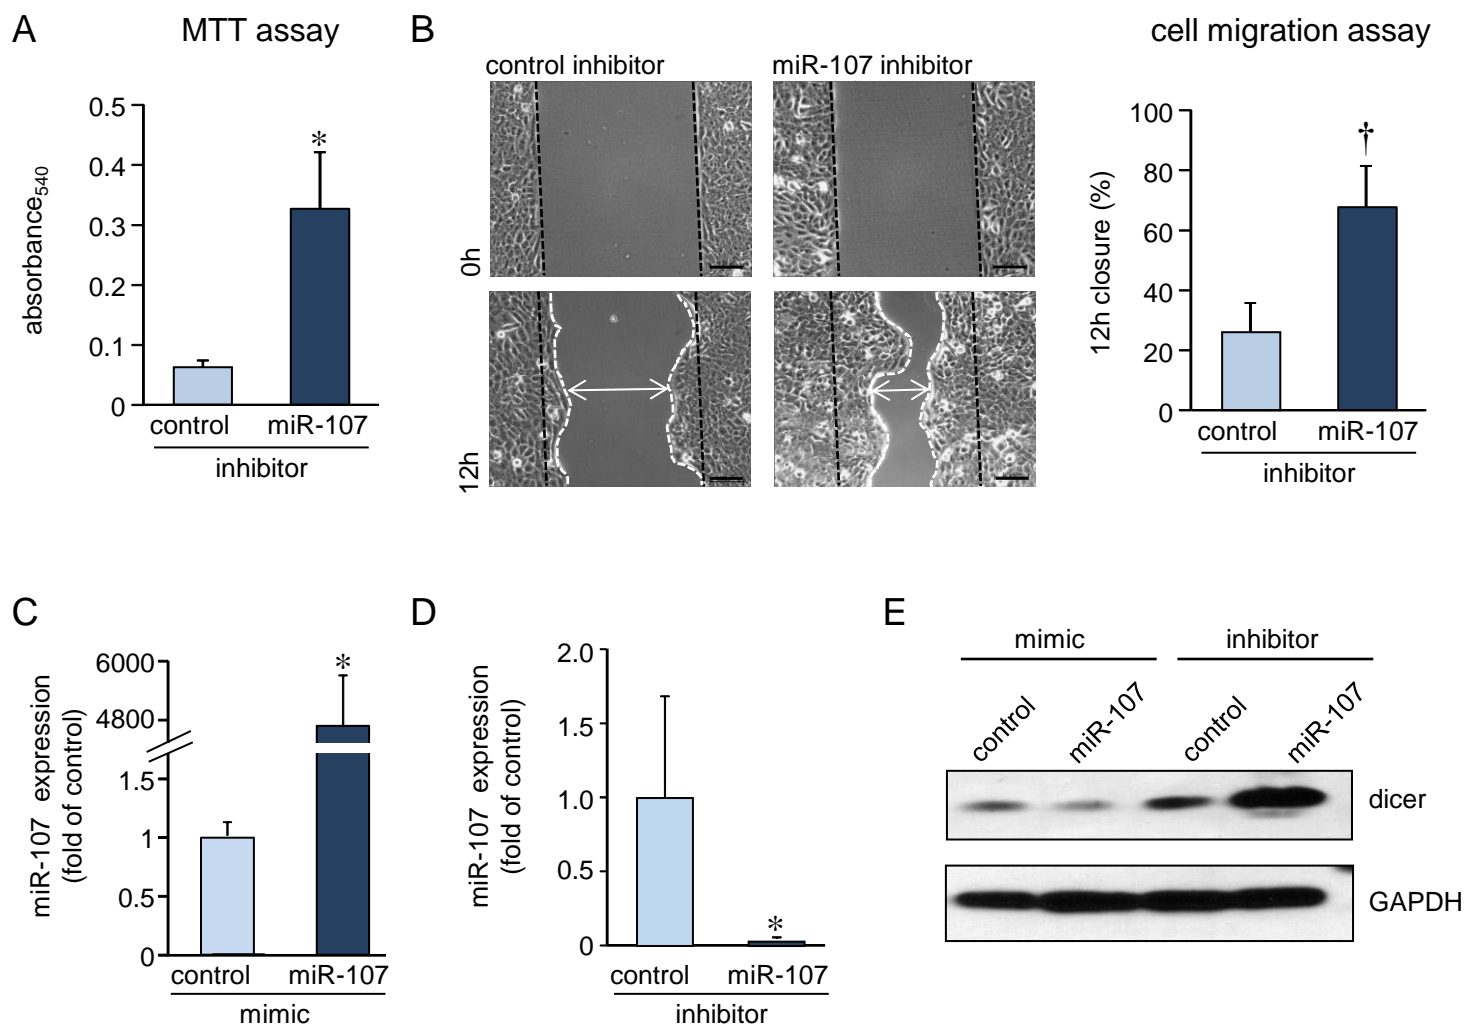 A
MTT assay
absorbance540
0.5
0.4
0.3
0.2
0.1
0
*
control
miR-107
inhibitor
B
control inhibitor
miR-107 inhibitor
0h
12h
cell migration assay
12h closure (%)
100
80
60
40
20
0
†
control
miR-107
inhibitor
C
miR-107 expression
(fold of control)
6000
4800
1.5
1
0.5
0
*
control
miR-107
mimic
D
miR-107 expression
(fold of control)
2.0
1.5
1.0
0.5
0
*
control
miR-107
inhibitor
E
mimic
inhibitor
control
miR-107
control
miR-107
dicer
GAPDH